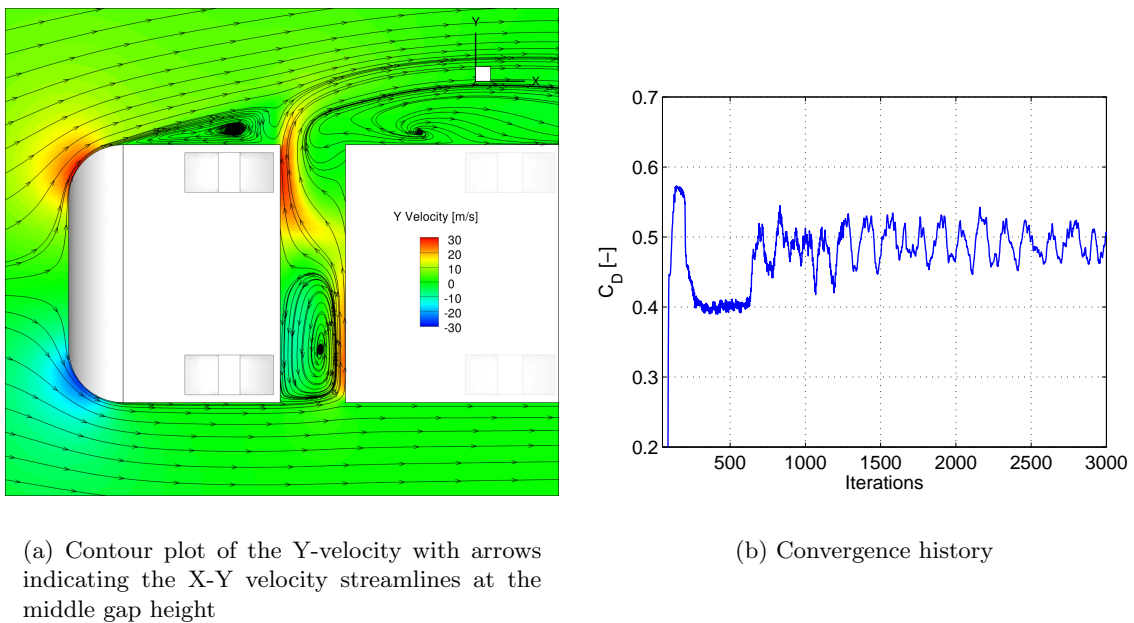 Y
X
Y Velocity [m/s]
30
20
10
0
-10
-20
-30
0.7
0.6
0.5
0.4
0.3
0.2
C_D [–]
500 1000 1500 2000 2500 3000
Iterations
(a) Contour plot of the Y-velocity with arrows
indicating the X-Y velocity streamlines at the
middle gap height
(b) Convergence history